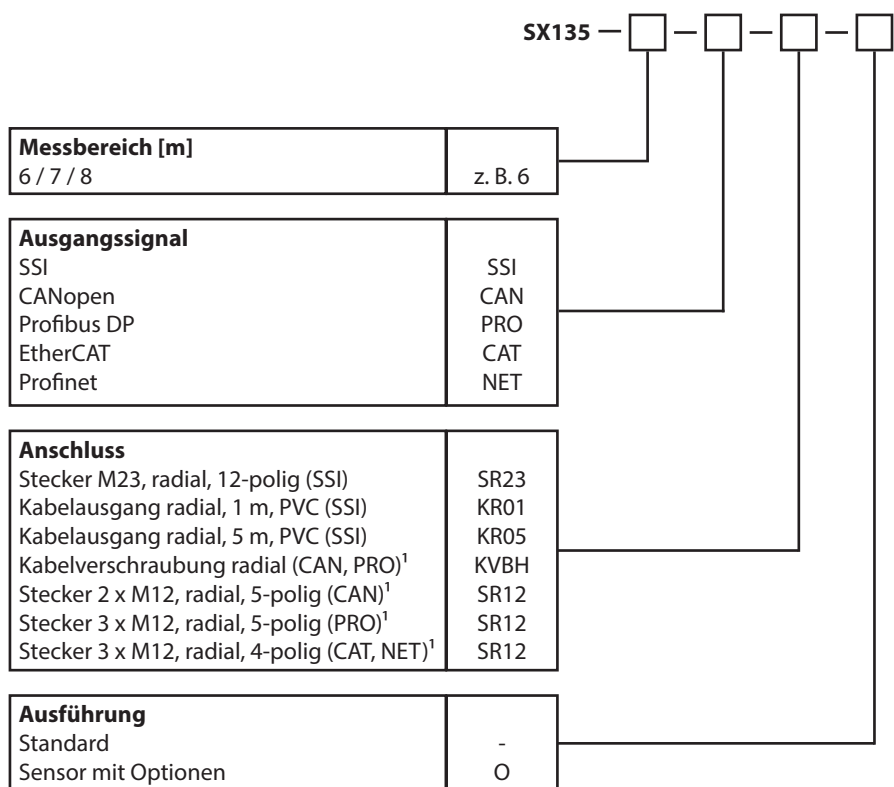 SX135 — — — —
Messbereich [m]
6 / 7 / 8 z. B. 6
Ausgangssignal
SSI SSI
CANopen CAN
Profibus DP PRO
EtherCAT CAT
Profinet NET
Anschluss
Stecker M23, radial, 12-polig (SSI) SR23
Kabelausgang radial, 1 m, PVC (SSI) KR01
Kabelausgang radial, 5 m, PVC (SSI) KR05
Kabelverschraubung radial (CAN, PRO)¹ KVBH
Stecker 2 x M12, radial, 5-polig (CAN)¹ SR12
Stecker 3 x M12, radial, 5-polig (PRO)¹ SR12
Stecker 3 x M12, radial, 4-polig (CAT, NET)¹ SR12
Ausführung
Standard -
Sensor mit Optionen O